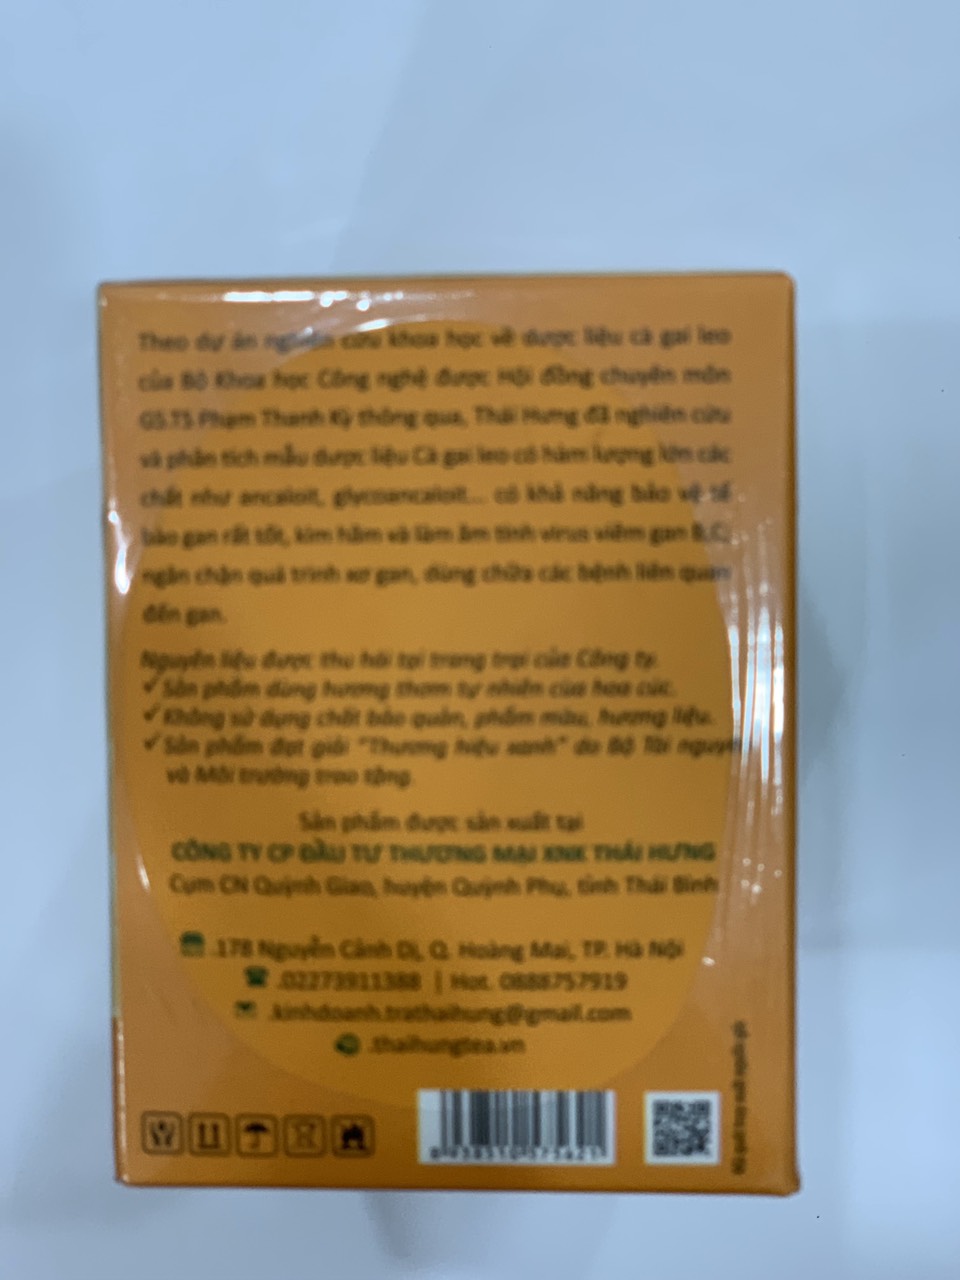 Theo dự án nghiên cứu khoa học về dược liệu cà gai leo
của Bộ Khoa học Công nghệ được Hội đồng chuyên môn
GS.TS Phạm Thanh Kỳ thông qua, Thái Hưng đã nghiên cứu
và phân tích mẫu dược liệu Cà gai leo có hàm lượng lớn các
chất như ancaloit, glycoancaloit... có khả năng bảo vệ tế
bào gan rất tốt, kìm hãm và làm âm tính virus viêm gan B,C;
ngăn chặn quá trình xơ gan, dùng chữa các bệnh liên quan
đến gan.
Nguyên liệu được thu hái tại trang trại của Công ty.
✓ Sản phẩm dùng hương thơm tự nhiên của hoa cúc.
✓ Không sử dụng chất bảo quản, phẩm màu, hương liệu.
✓ Sản phẩm đạt giải "Thương hiệu xanh" do Bộ Tài nguyên
và Môi trường trao tặng.
Sản phẩm được sản xuất tại
CÔNG TY CP ĐẦU TƯ THƯƠNG MẠI XNK THÁI HƯNG
Cụm CN Quỳnh Giao, huyện Quỳnh Phụ, tỉnh Thái Bình
.178 Nguyễn Cảnh Dị, Q. Hoàng Mai, TP. Hà Nội
.02273911388 | Hot. 0888757919
.kinhdoanh.trathaihung@gmail.com
.thaihungtea.vn